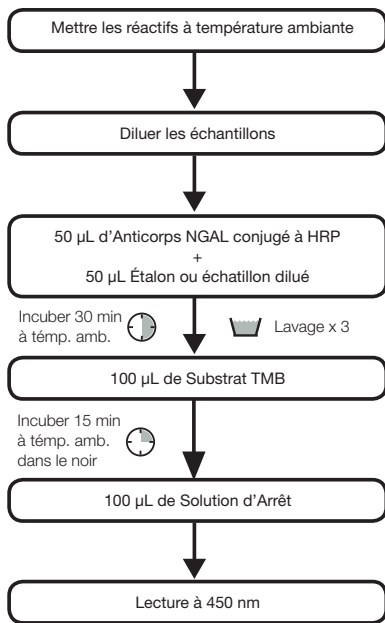 Mettre les réactifs à température ambiante
Diluer les échantillons
50 µL d'Anticorps NGAL conjugué à HRP
+
50 µL Étalon ou échatillon dilué
Incuber 30 min
à témp. amb.
Lavage x 3
100 µL de Substrat TMB
Incuber 15 min
à témp. amb.
dans le noir
100 µL de Solution d'Arrêt
Lecture à 450 nm